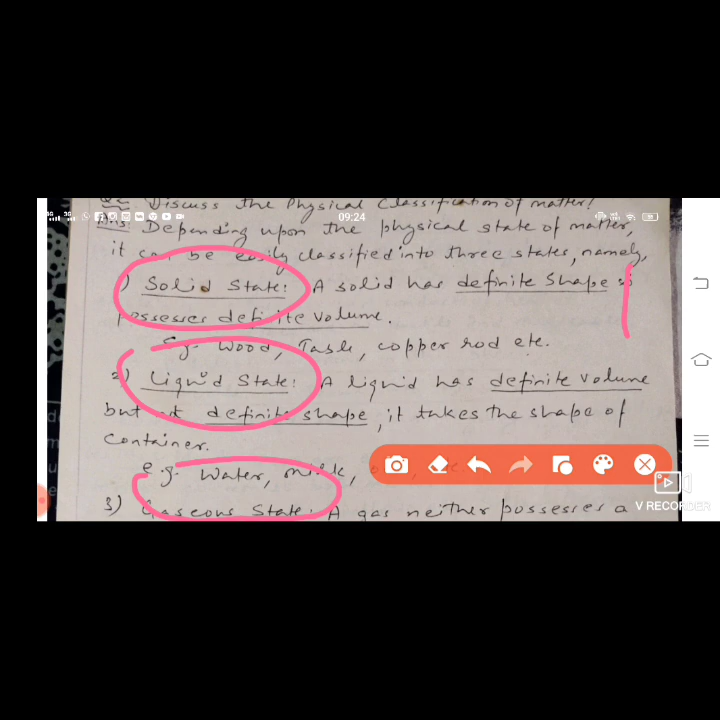 Discuss the Physical Classification of matter?
09:24
Ans: Depending upon the physical state of matter,
it can be easily classified into three states, namely,
1) Solid State: A solid has definite shape &
possesses definite volume.
Eg. Wood, Table, copper rod etc.
2) Liquid State: A liquid has definite volume
but not definite shape, it takes the shape of
container.
e.g. Water, milk,
3) Gaseous State: A gas neither possesses a
V RECORDER